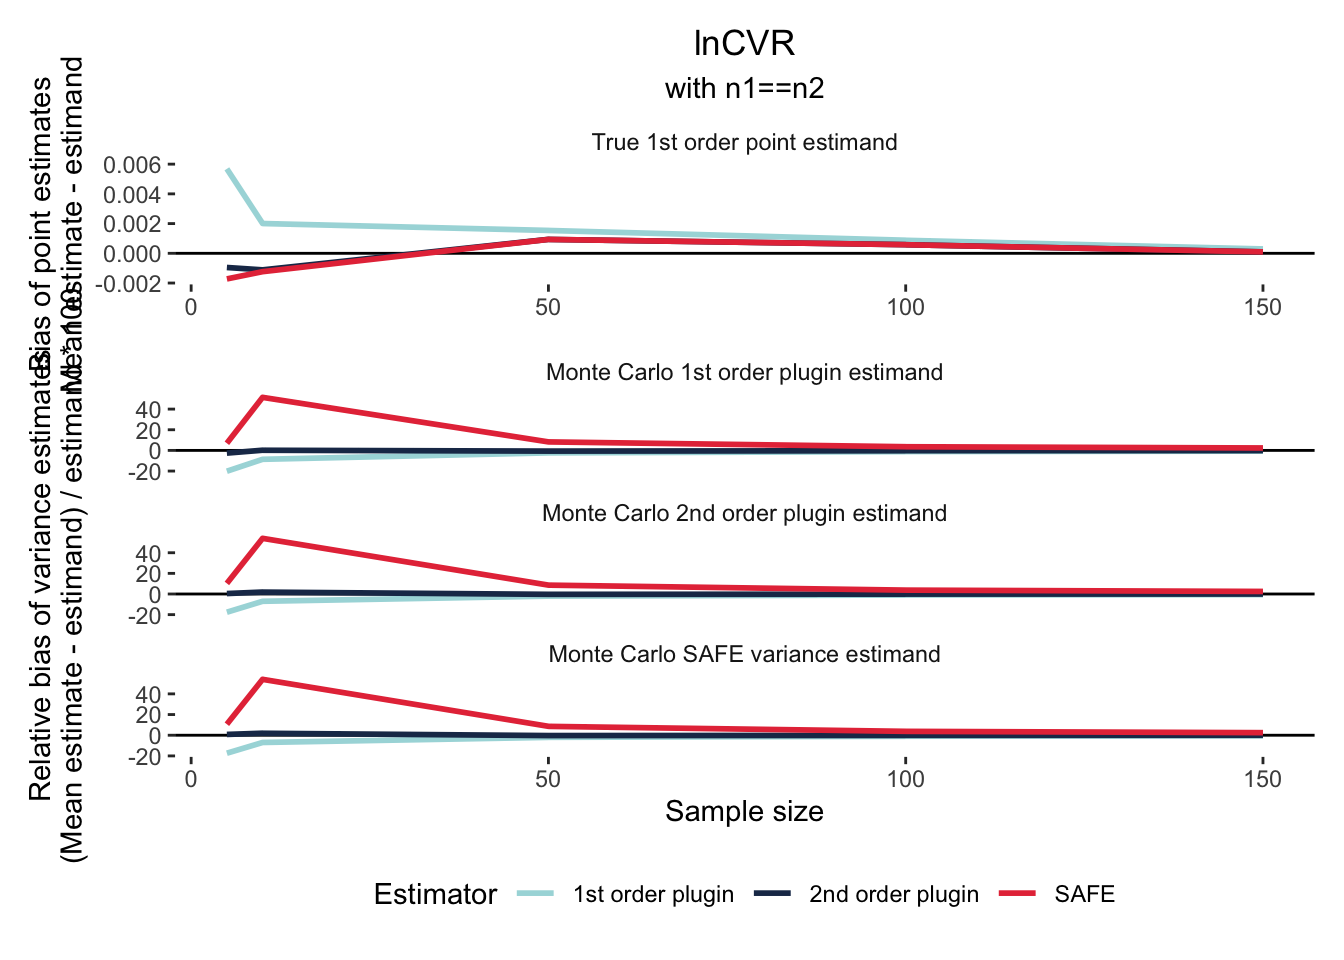 lnCVR
with n1==n2
Bias of point estimates
Mean estimate - estimand
True 1st order point estimand
0.006
0.004
0.002
0.000
-0.002
0 50 100 150
Relative bias of variance estimates
(Mean estimate - estimand) / estimand * 100
Monte Carlo 1st order plugin estimand
40
20
0
-20
Monte Carlo 2nd order plugin estimand
40
20
0
-20
Monte Carlo SAFE variance estimand
40
20
0
-20
0 50 100 150
Sample size
Estimator 1st order plugin 2nd order plugin SAFE